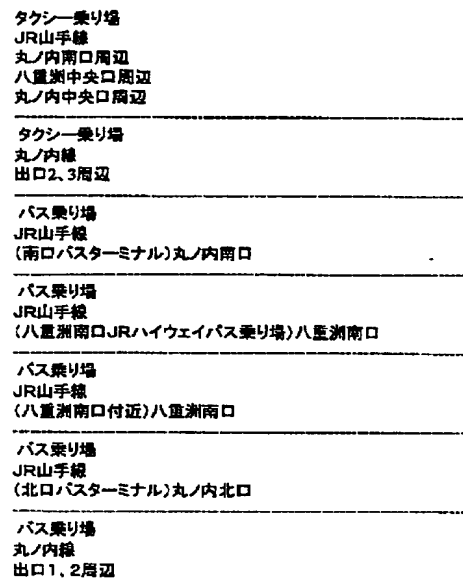 タクシー乗り場
JR山手線
丸ノ内南口周辺
八重洲中央口周辺
丸ノ内中央口周辺
タクシー乗り場
丸ノ内線
出口2、3周辺
バス乗り場
JR山手線
(南口バスターミナル)丸ノ内南口
バス乗り場
JR山手線
(八重洲南口JRハイウェイバス乗り場)八重洲南口
バス乗り場
JR山手線
(八重洲南口付近)八重洲南口
バス乗り場
JR山手線
(北口バスターミナル)丸ノ内北口
バス乗り場
丸ノ内線
出口1、2周辺